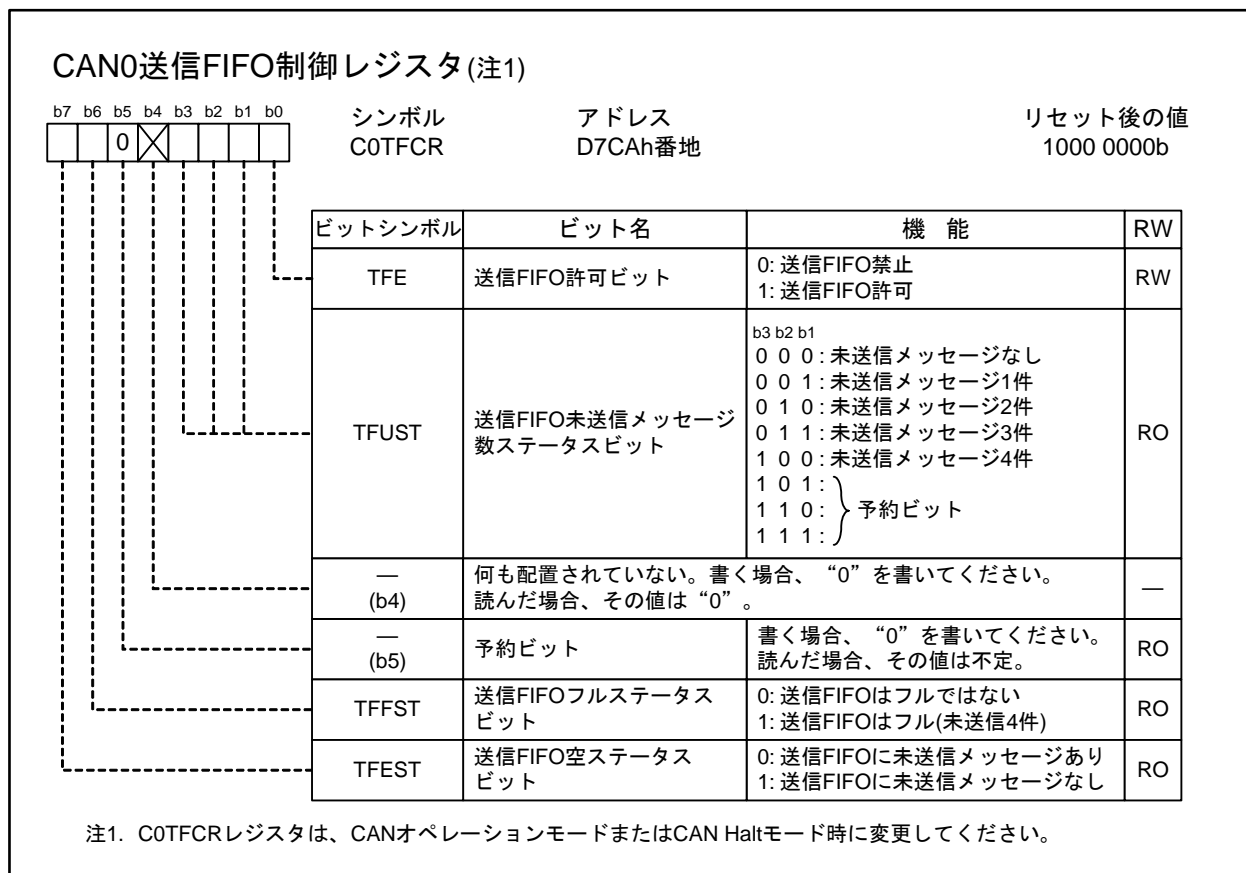 CAN0送信FIFO制御レジスタ(注1)
b7 b6 b5 b4 b3 b2 b1 b0
0
シンボル アドレス リセット後の値
C0TFCR D7CAh番地 1000 0000b
ビットシンボル ビット名 機 能 RW
TFE 送信FIFO許可ビット 0: 送信FIFO禁止
1: 送信FIFO許可 RW
b3 b2 b1
0 0 0 : 未送信メッセージなし
0 0 1 : 未送信メッセージ1件
0 1 0 : 未送信メッセージ2件
0 1 1 : 未送信メッセージ3件
1 0 0 : 未送信メッセージ4件
1 0 1 :
1 1 0 : 予約ビット
1 1 1 :
TFUST 送信FIFO未送信メッセージ
数ステータスビット RO
—
(b4)
何も配置されていない。書く場合、“0”を書いてください。
読んだ場合、その値は“0”。
—
—
(b5)
予約ビット
書く場合、“0”を書いてください。
読んだ場合、その値は不定。
RO
TFFST
送信FIFOフルステータス
ビット
0: 送信FIFOはフルではない
1: 送信FIFOはフル(未送信4件)
RO
TFEST
送信FIFO空ステータス
ビット
0: 送信FIFOに未送信メッセージあり
1: 送信FIFOに未送信メッセージなし
RO
注1. C0TFCRレジスタは、CANオペレーションモードまたはCAN Haltモード時に変更してください。